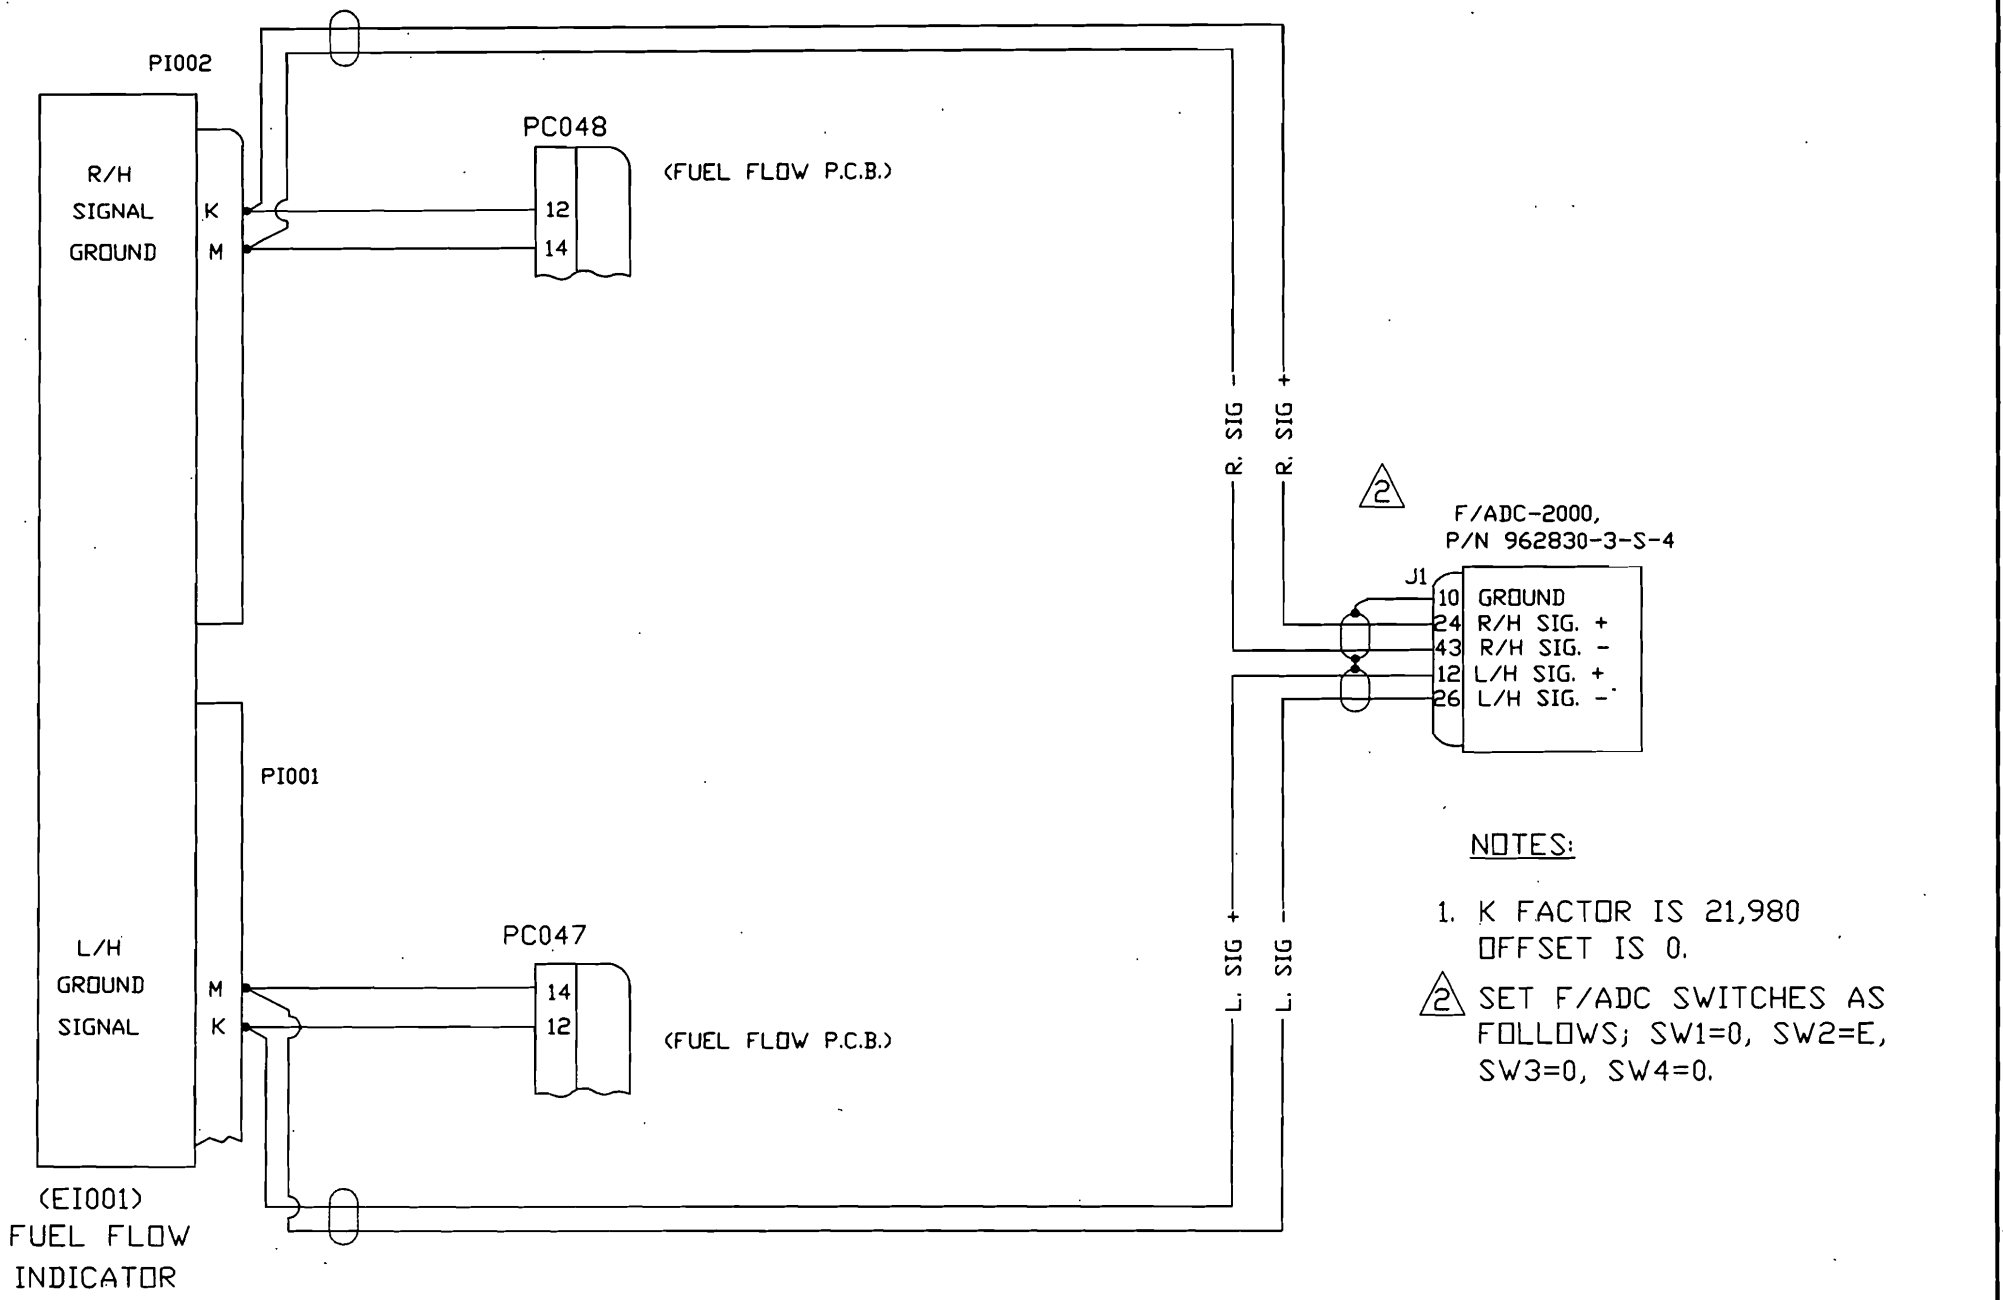 PI002
R/H
SIGNAL K
GROUND M
PC048
12
14
(FUEL FLOW P.C.B.)
R. SIG -
R. SIG +
2
F/ADC-2000,
P/N 962830-3-S-4
J1
10 GROUND
24 R/H SIG. +
43 R/H SIG. -
12 L/H SIG. +
26 L/H SIG. -
PI001
L/H
GROUND M
SIGNAL K
PC047
14
12
(FUEL FLOW P.C.B.)
L. SIG +
L. SIG -
(EI001)
FUEL FLOW
INDICATOR
NOTES:
1. K FACTOR IS 21,980
OFFSET IS 0.
2 SET F/ADC SWITCHES AS
FOLLOWS; SW1=0, SW2=E,
SW3=0, SW4=0.